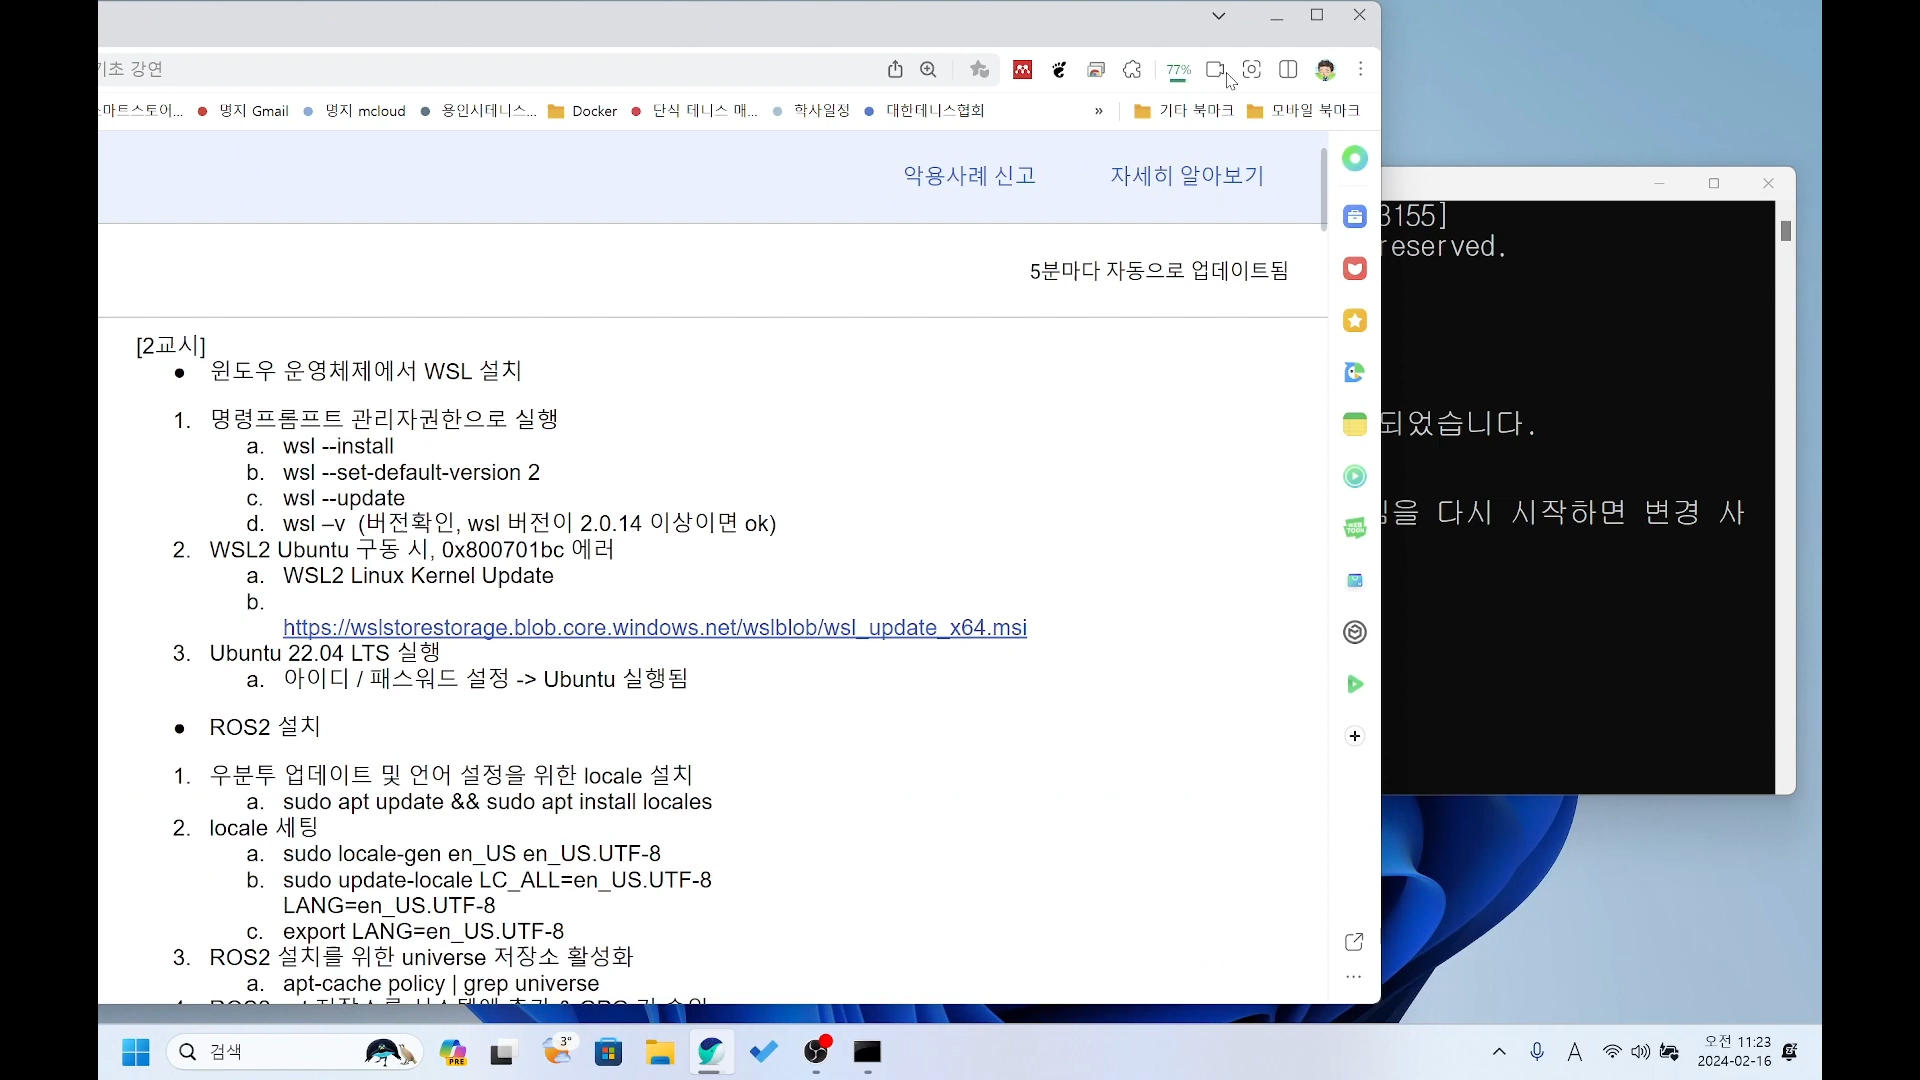 기초 강연
77%
스마트스토어... 명지 Gmail 명지 mcloud 용인시테니스... Docker 단식 테니스 매... 학사일정 대한테니스협회 » 기타 북마크 모바일 북마크
악용사례 신고 자세히 알아보기
5분마다 자동으로 업데이트됨
[2교시]
● 윈도우 운영체제에서 WSL 설치
1. 명령프롬프트 관리자권한으로 실행
a. wsl --install
b. wsl --set-default-version 2
c. wsl --update
d. wsl –v (버전확인, wsl 버전이 2.0.14 이상이면 ok)
2. WSL2 Ubuntu 구동 시, 0x800701bc 에러
a. WSL2 Linux Kernel Update
b.
https://wslstorestorage.blob.core.windows.net/wslblob/wsl_update_x64.msi
3. Ubuntu 22.04 LTS 실행
a. 아이디 / 패스워드 설정 -> Ubuntu 실행됨
● ROS2 설치
1. 우분투 업데이트 및 언어 설정을 위한 locale 설치
a. sudo apt update && sudo apt install locales
2. locale 세팅
a. sudo locale-gen en_US en_US.UTF-8
b. sudo update-locale LC_ALL=en_US.UTF-8
LANG=en_US.UTF-8
c. export LANG=en_US.UTF-8
3. ROS2 설치를 위한 universe 저장소 활성화
a. apt-cache policy | grep universe
3155]
reserved.
되었습니다.
을 다시 시작하면 변경 사
WEB
TOON
검색
PRE
3°
A
오전 11:23
2024-02-16